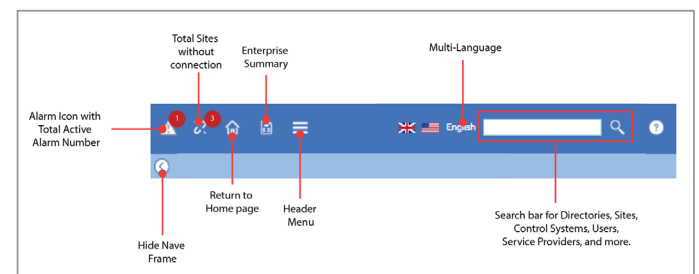 Total Sites
without
connection
Enterprise
Summary
Multi-Language
Alarm Icon with
Total Active
Alarm Number
1
3
English
?
Return to
Home page
Header
Menu
Search bar for Directories, Sites,
Control Systems, Users,
Service Providers, and more.
Hide Nave
Frame